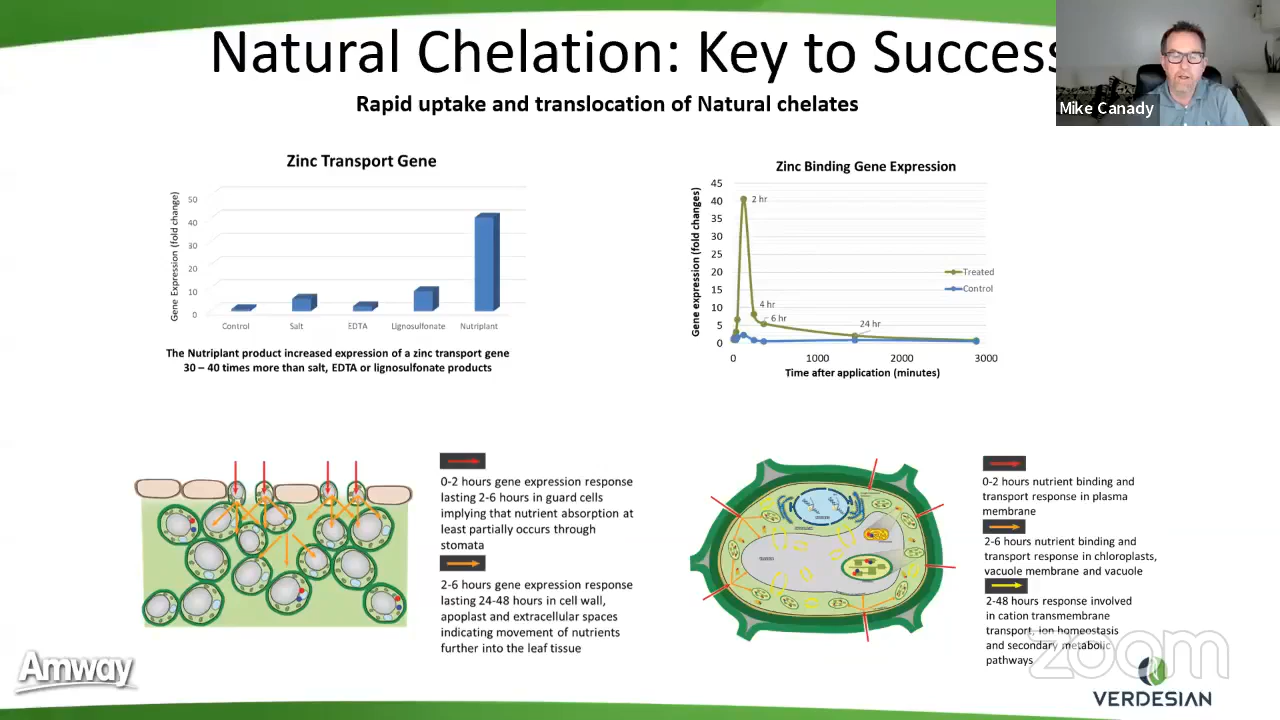 Natural Chelation: Key to Success
Rapid uptake and translocation of Natural chelates
Mike Canady
Zinc Transport Gene
Gene Expression (fold change)
50
40
30
20
10
0
Control Salt EDTA Lignosulfonate Nutriplant
The Nutriplant product increased expression of a zinc transport gene
30 – 40 times more than salt, EDTA or lignosulfonate products
Zinc Binding Gene Expression
Gene expression (fold changes)
45
40
35
30
25
20
15
10
5
0
2 hr
4 hr
6 hr
24 hr
Treated
Control
0 1000 2000 3000
Time after application (minutes)
0-2 hours gene expression response
lasting 2-6 hours in guard cells
implying that nutrient absorption at
least partially occurs through
stomata
2-6 hours gene expression response
lasting 24-48 hours in cell wall,
apoplast and extracellular spaces
indicating movement of nutrients
further into the leaf tissue
0-2 hours nutrient binding and
transport response in plasma
membrane
2-6 hours nutrient binding and
transport response in chloroplasts,
vacuole membrane and vacuole
2-48 hours response involved
in cation transmembrane
transport, ion homeostasis
and secondary metabolic
pathways
Amway
zoom
VERDESIAN